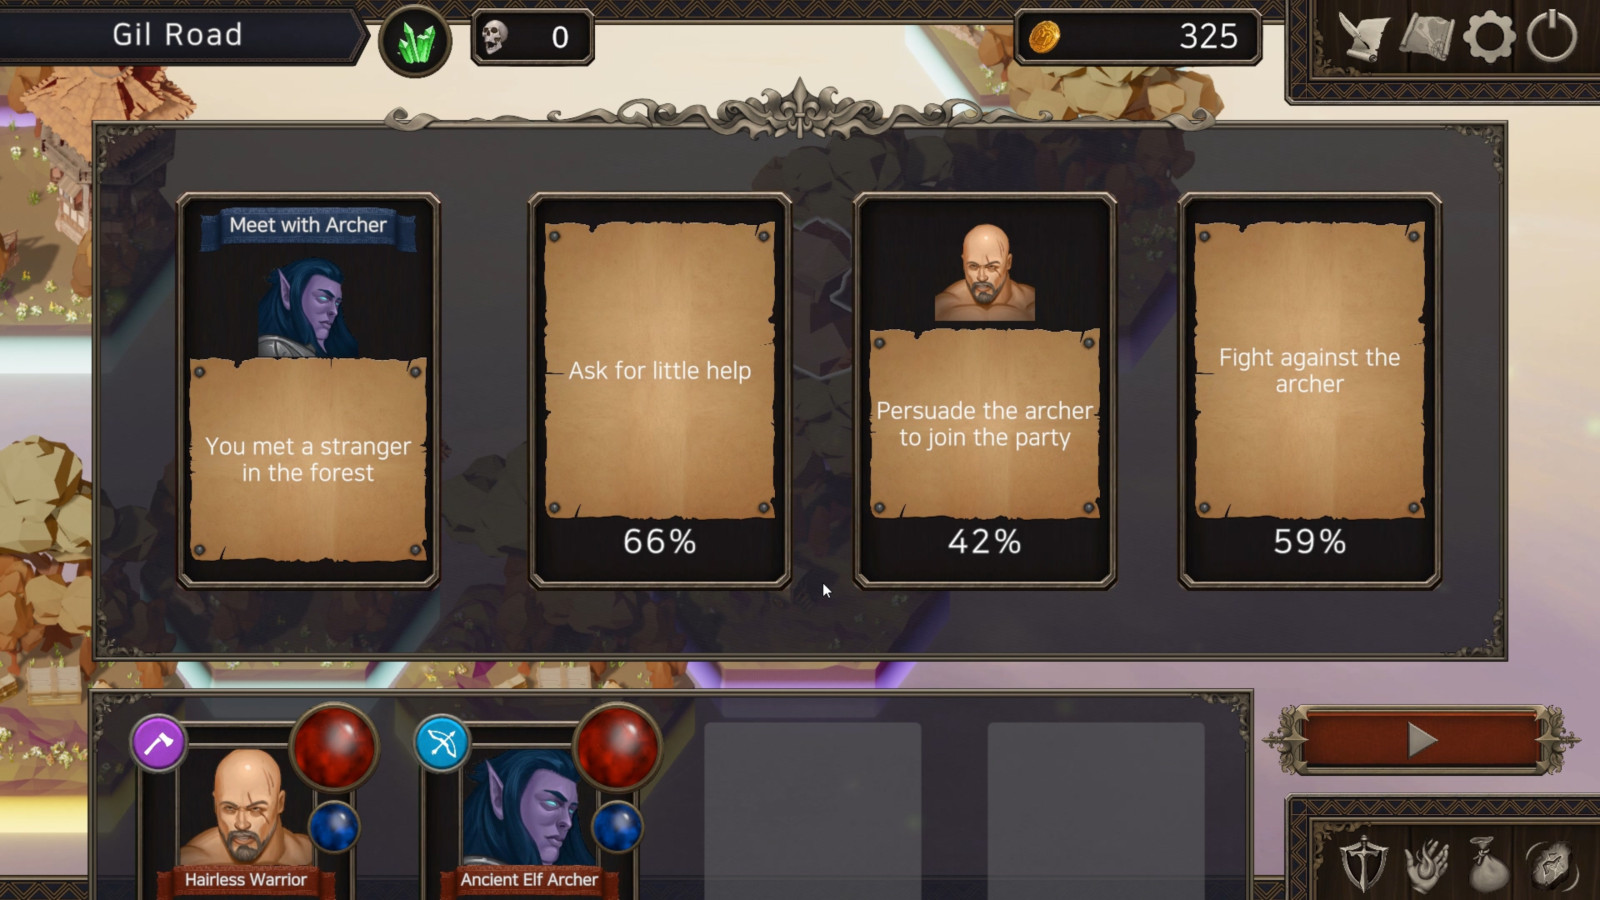 Gil Road
0
325
Meet with Archer
You met a stranger
in the forest
Ask for little help
66%
Persuade the archer
to join the party
42%
Fight against the
archer
59%
Hairless Warrior
Ancient Elf Archer